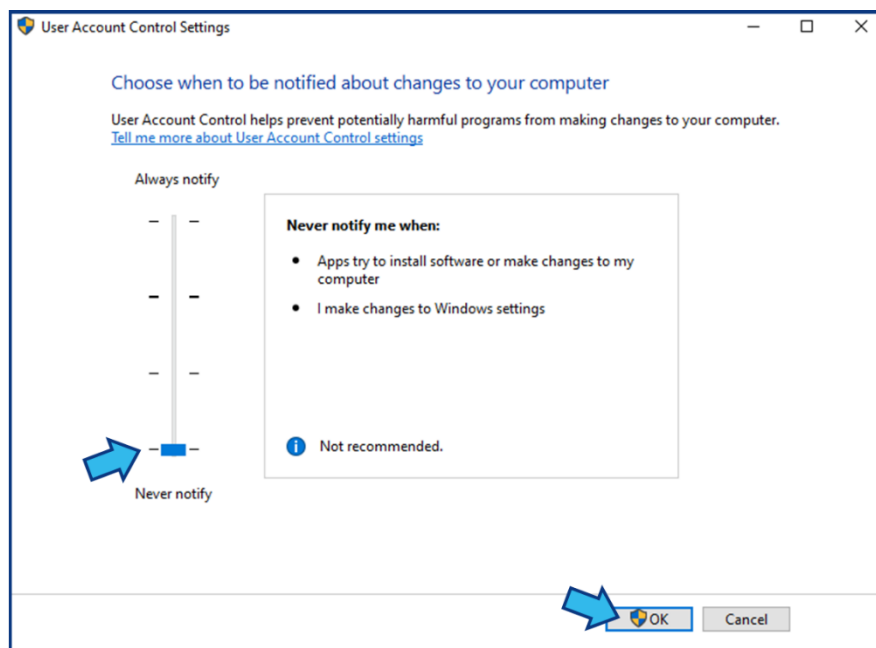 User Account Control Settings
Choose when to be notified about changes to your computer
User Account Control helps prevent potentially harmful programs from making changes to your computer.
Tell me more about User Account Control settings
Always notify
Never notify me when:
Apps try to install software or make changes to my
computer
I make changes to Windows settings
Not recommended.
Never notify
OK
Cancel